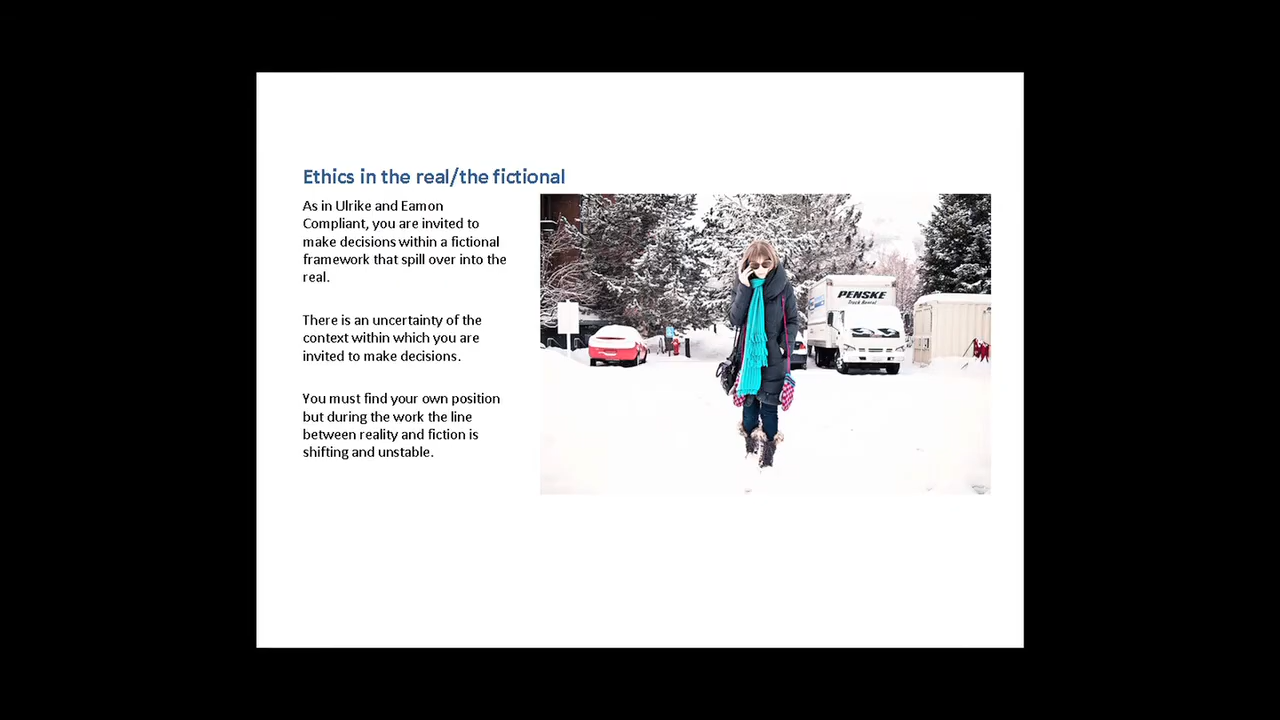 Ethics in the real/the fictional
As in Ulrike and Eamon
Compliant, you are invited to
make decisions within a fictional
framework that spill over into the
real.
There is an uncertainty of the
context within which you are
invited to make decisions.
You must find your own position
but during the work the line
between reality and fiction is
shifting and unstable.
PENSKE
Truck Rental